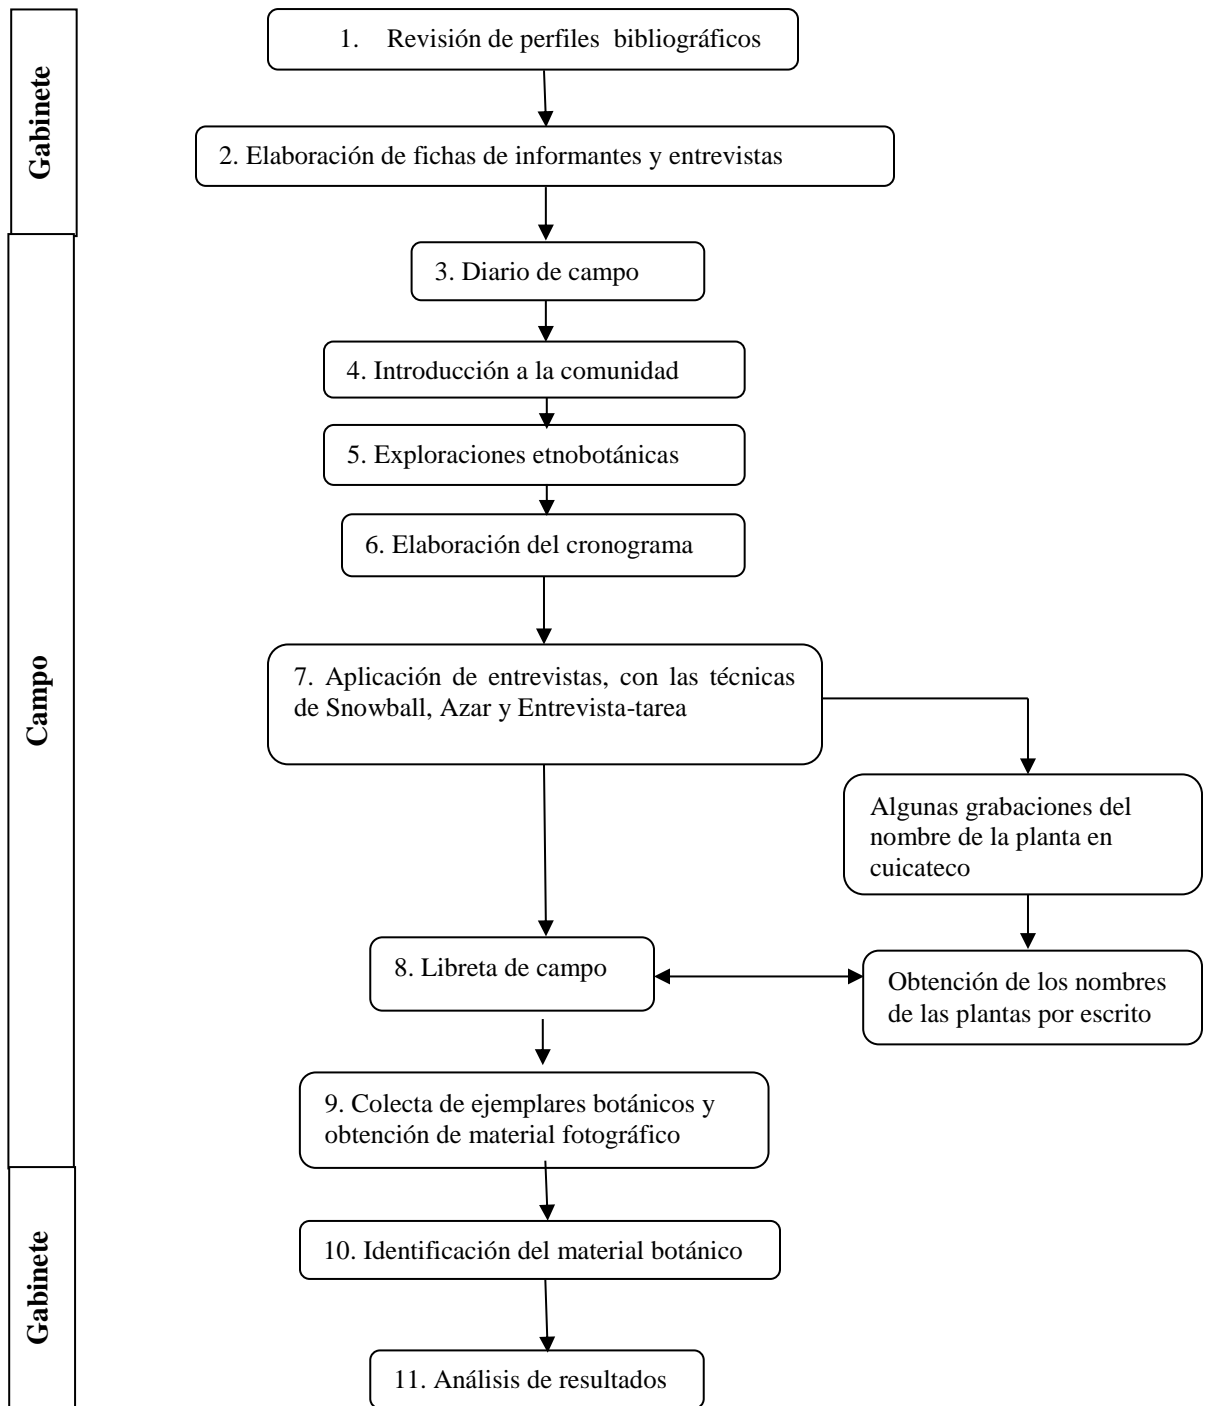 Gabinete
1. Revisión de perfiles bibliográficos
2. Elaboración de fichas de informantes y entrevistas
Campo
3. Diario de campo
4. Introducción a la comunidad
5. Exploraciones etnobotánicas
6. Elaboración del cronograma
7. Aplicación de entrevistas, con las técnicas
de Snowball, Azar y Entrevista-tarea
Algunas grabaciones del
nombre de la planta en
cuicateco
8. Libreta de campo
Obtención de los nombres
de las plantas por escrito
9. Colecta de ejemplares botánicos y
obtención de material fotográfico
Gabinete
10. Identificación del material botánico
11. Análisis de resultados